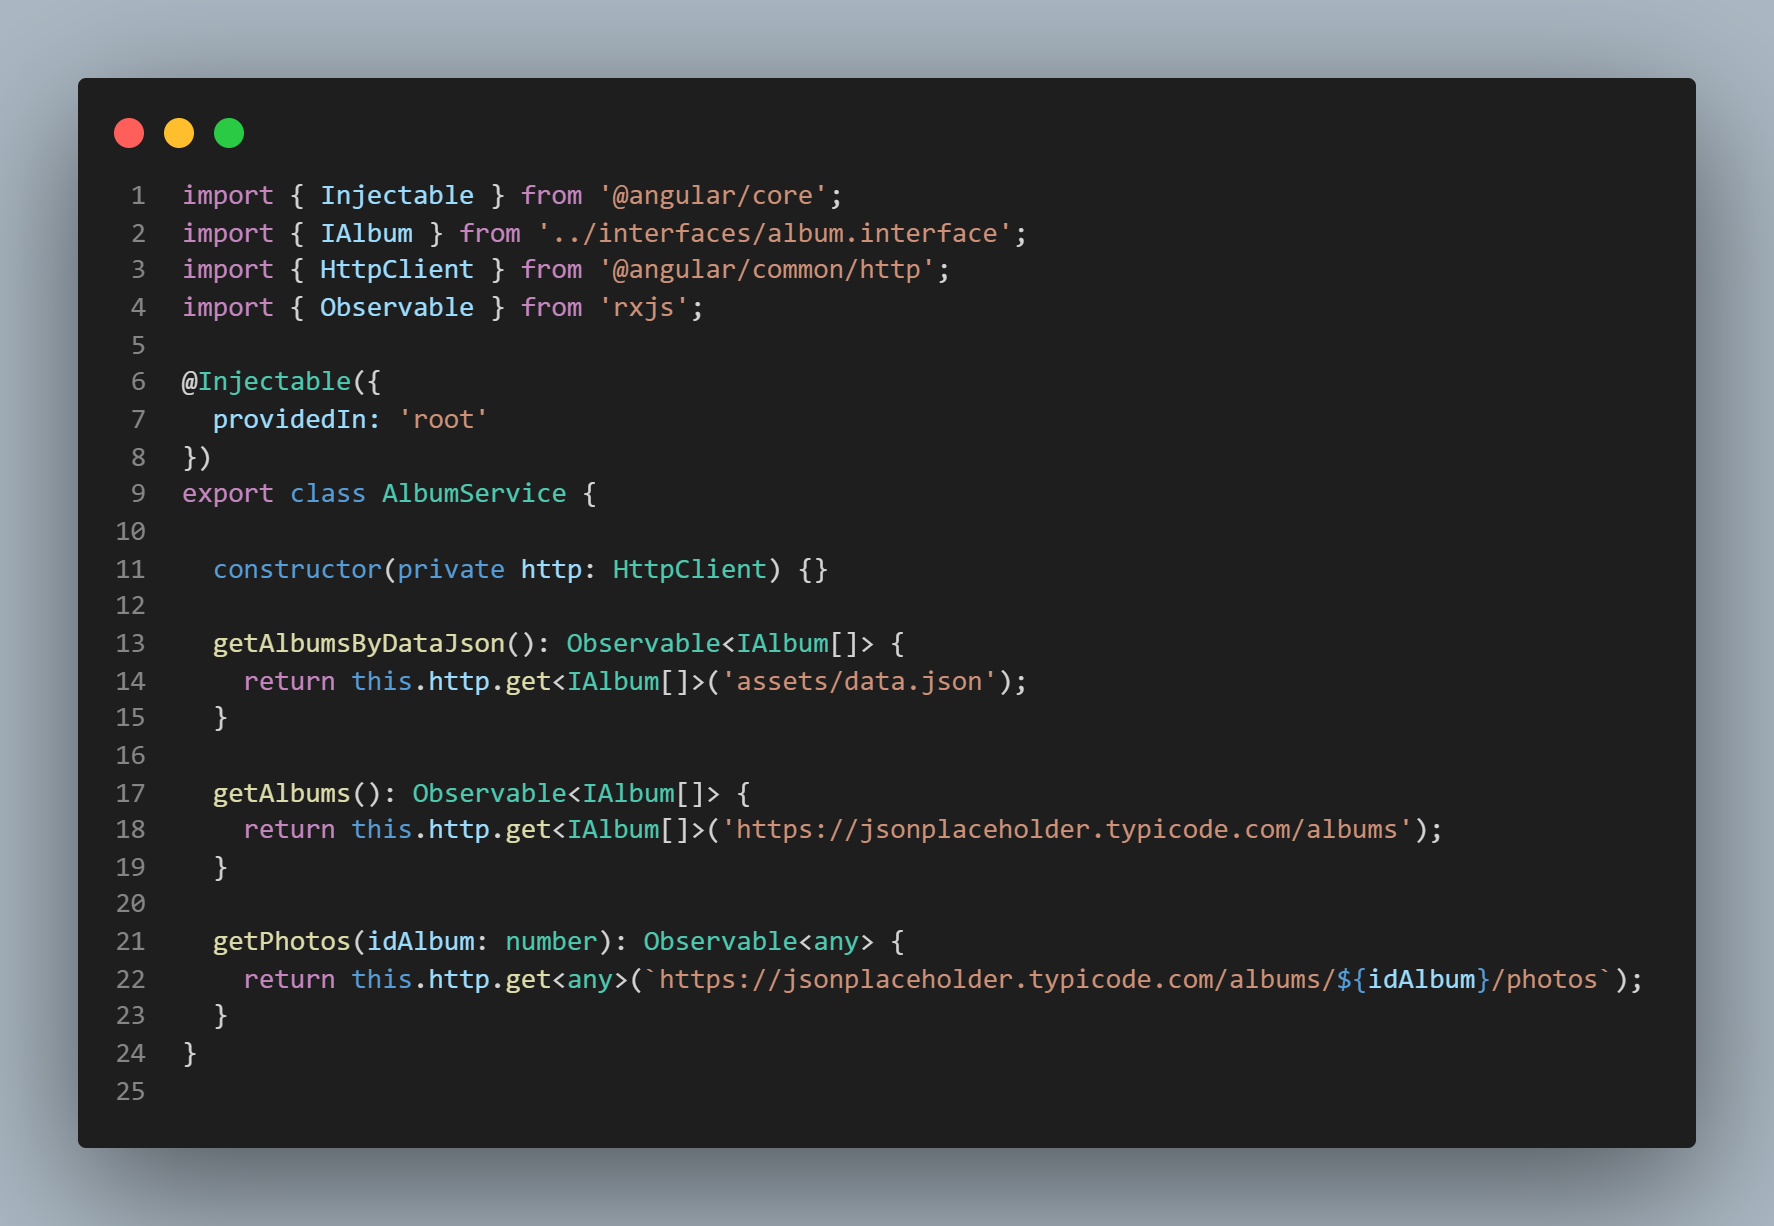 1 import { Injectable } from '@angular/core';
2 import { IAlbum } from '../interfaces/album.interface';
3 import { HttpClient } from '@angular/common/http';
4 import { Observable } from 'rxjs';
5
6 @Injectable({
7   providedIn: 'root'
8 })
9 export class AlbumService {
10
11   constructor(private http: HttpClient) {}
12
13   getAlbumsByDataJson(): Observable<IAlbum[]> {
14     return this.http.get<IAlbum[]>('assets/data.json');
15   }
16
17   getAlbums(): Observable<IAlbum[]> {
18     return this.http.get<IAlbum[]>('https://jsonplaceholder.typicode.com/albums');
19   }
20
21   getPhotos(idAlbum: number): Observable<any> {
22     return this.http.get<any>(`https://jsonplaceholder.typicode.com/albums/${idAlbum}/photos`);
23   }
24 }
25